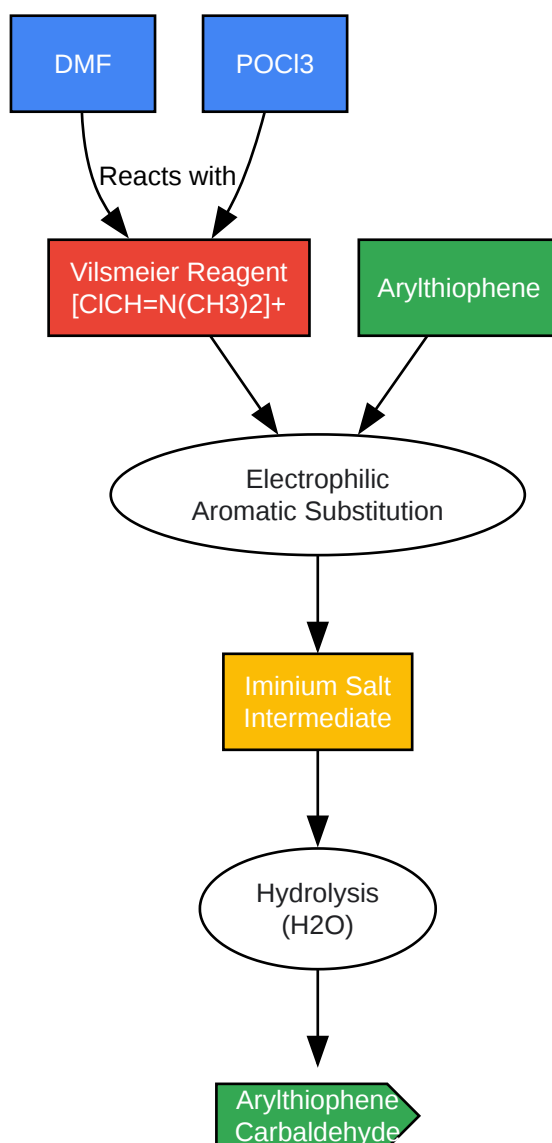 DMF
POCl3
Reacts with
Vilsmeier Reagent
[ClCH=N(CH3)2]+
Arylthiophene
Electrophilic
Aromatic Substitution
Iminium Salt
Intermediate
Hydrolysis
(H2O)
Arylthiophene
Carbaldehyde